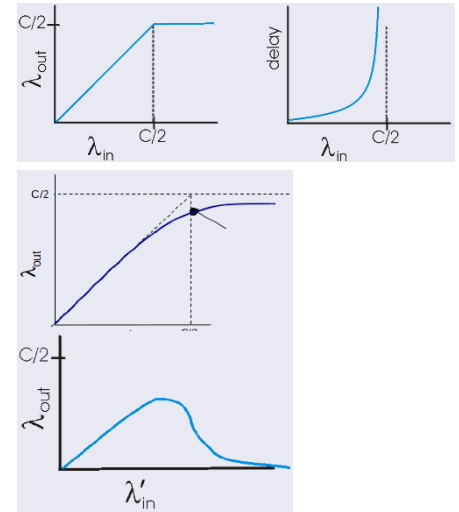 C/2
λout
C/2
λin
delay
C/2
λin
C/2
λout
C/2
λout
λ′in